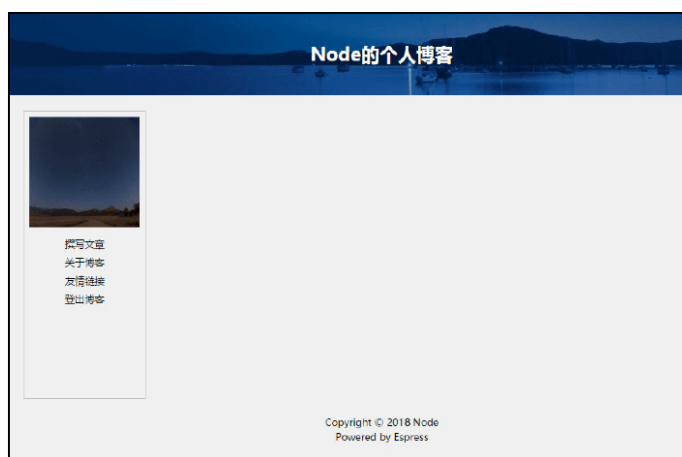 Node的个人博客
撰写文章
关于博客
友情链接
登出博客
Copyright © 2018 Node
Powered by Espress